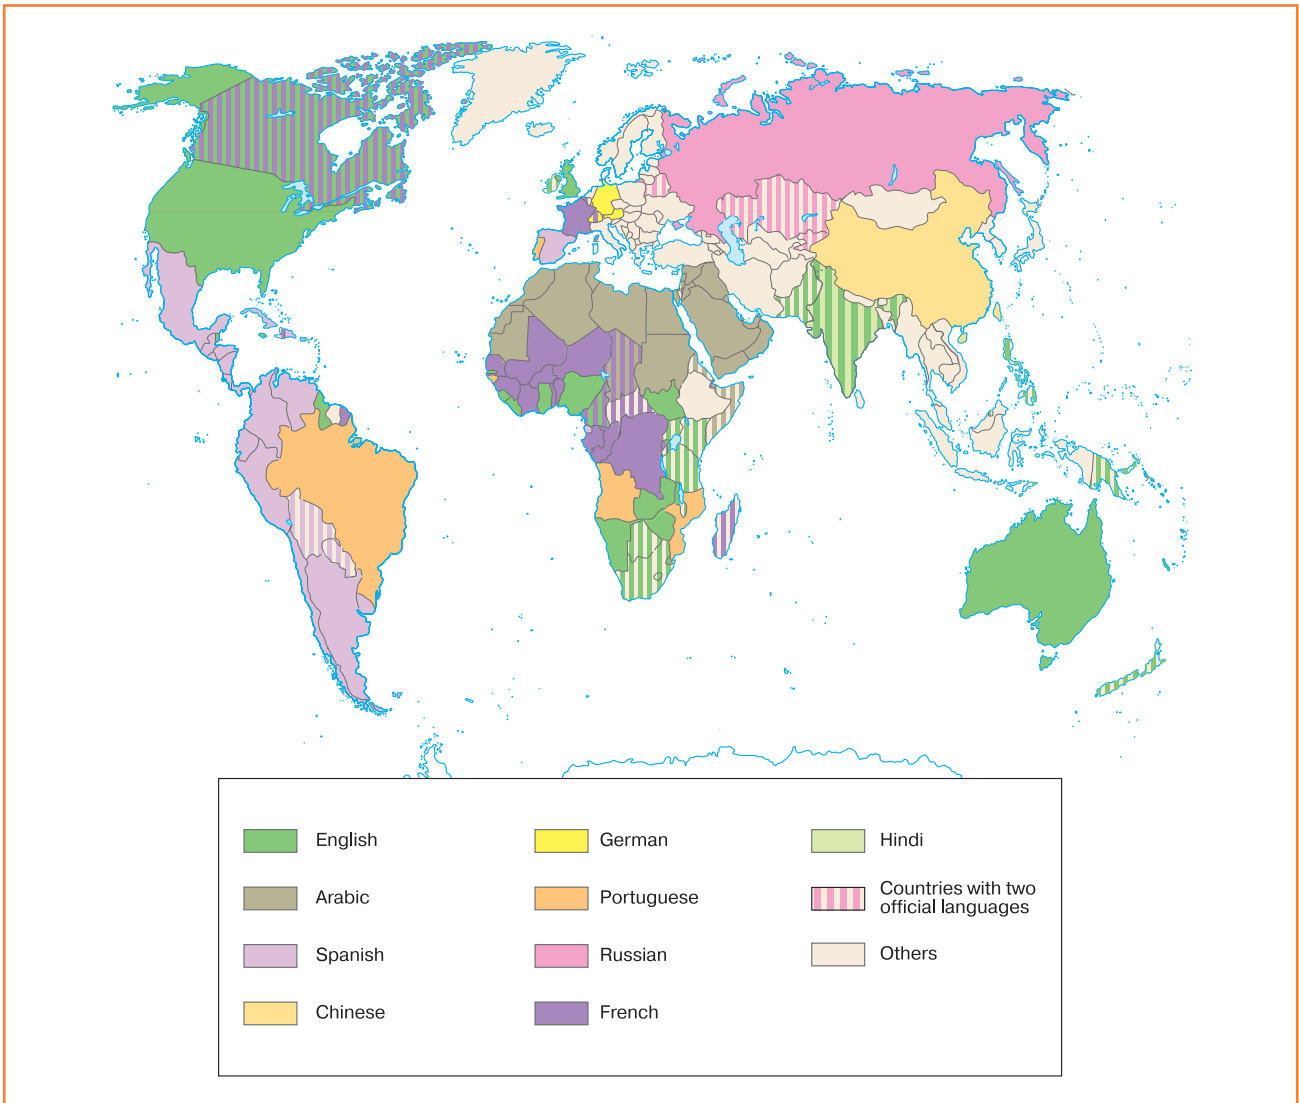 English
Arabic
Spanish
Chinese
German
Portuguese
Russian
French
Hindi
Countries with two
official languages
Others